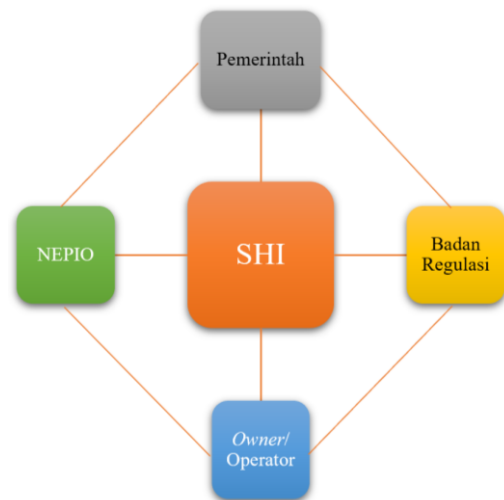 Pemerintah
NEPIO
SHI
Badan
Regulasi
Owner/
Operator